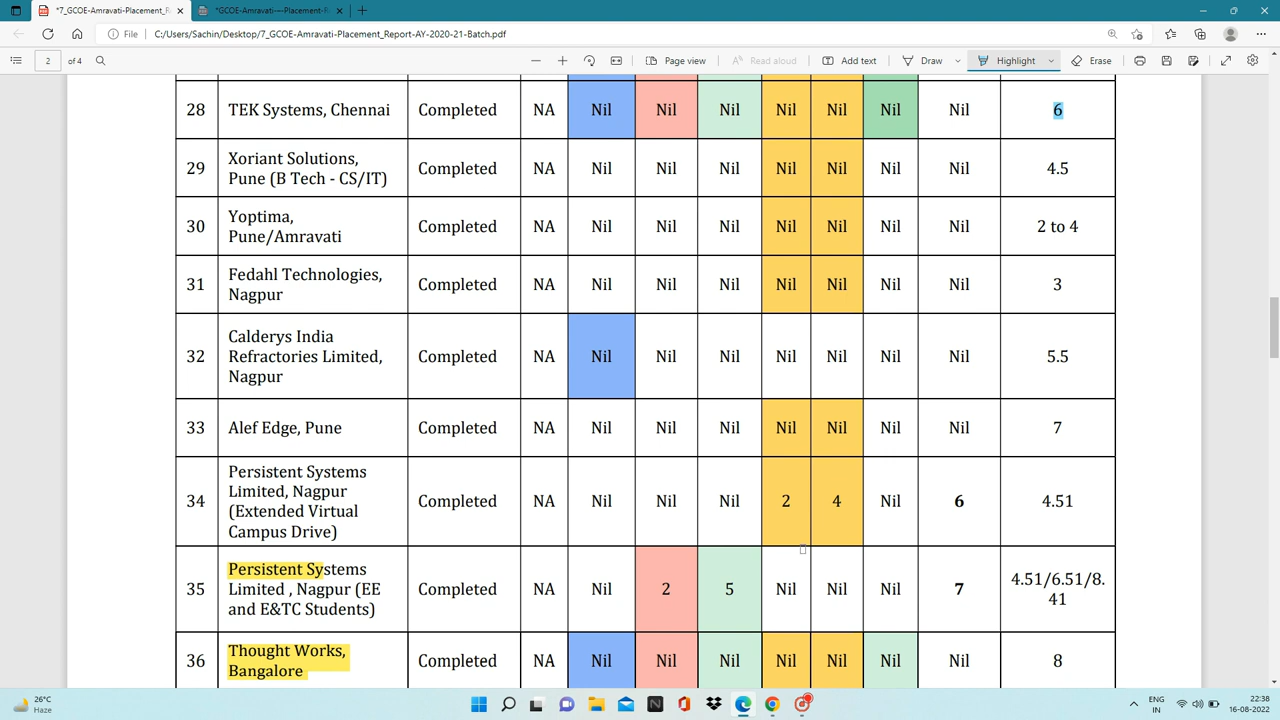 *7_GCOE-Amravati-Placement_R
*GCOE-Amravati---Placement-R
File
C:/Users/Sachin/Desktop/7_GCOE-Amravati-Placement_Report-AY-2020-21-Batch.pdf
2 of 4
Page view
Read aloud
Add text
Draw
Highlight
Erase
28 TEK Systems, Chennai Completed NA Nil Nil Nil Nil Nil Nil Nil 6
29 Xoriant Solutions,
Pune (B Tech - CS/IT) Completed NA Nil Nil Nil Nil Nil Nil Nil 4.5
30 Yoptima,
Pune/Amravati Completed NA Nil Nil Nil Nil Nil Nil Nil 2 to 4
31 Fedahl Technologies,
Nagpur Completed NA Nil Nil Nil Nil Nil Nil Nil 3
32 Calderys India
Refractories Limited,
Nagpur Completed NA Nil Nil Nil Nil Nil Nil Nil 5.5
33 Alef Edge, Pune Completed NA Nil Nil Nil Nil Nil Nil Nil 7
34 Persistent Systems
Limited, Nagpur
(Extended Virtual
Campus Drive) Completed NA Nil Nil Nil 2 4 Nil 6 4.51
35 Persistent Systems
Limited , Nagpur (EE
and E&TC Students) Completed NA Nil 2 5 Nil Nil Nil 7 4.51/6.51/8.
41
36 Thought Works,
Bangalore Completed NA Nil Nil Nil Nil Nil Nil Nil 8
26°C
Haze
ENG
IN
22:38
16-08-2022